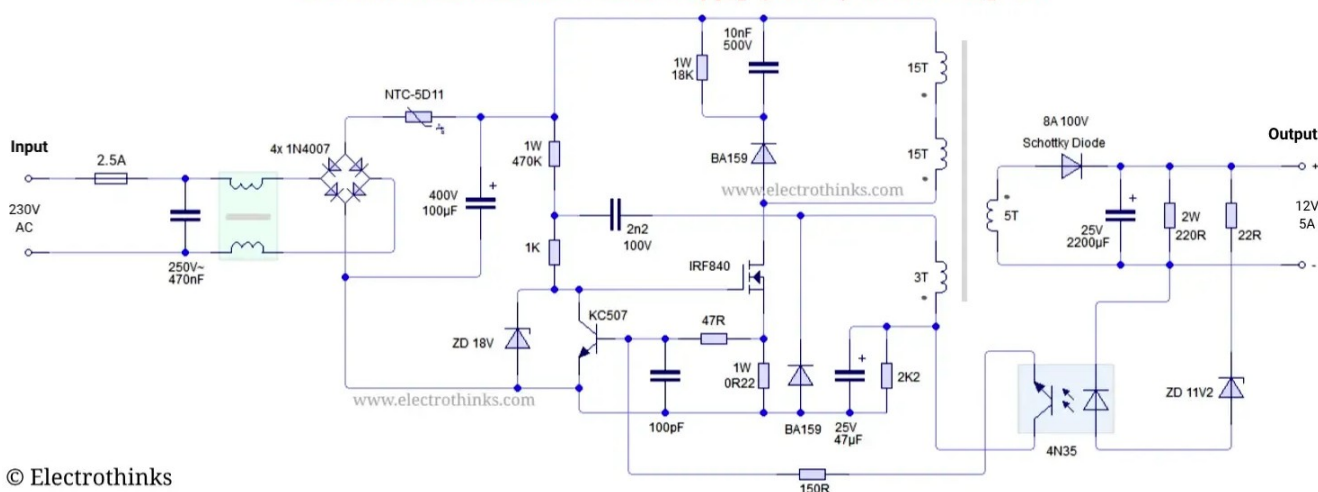 10nF
500V
1W
18K
15T
NTC-5D11
8A 100V
Schottky Diode
Output
Input
2.5A
4x 1N4007
1W
470K
BA159
15T
+
www.electrothinks.com
230V
AC
400V
100µF
+
5T
+
25V
2200µF
2W
220R
22R
12V
5A
2n2
100V
250V~
470nF
1K
IRF840
3T
-
KC507
47R
ZD 18V
1W
0R22
+
2K2
ZD 11V2
www.electrothinks.com
100pF
BA159
25V
47µF
4N35
© Electrothinks
150R